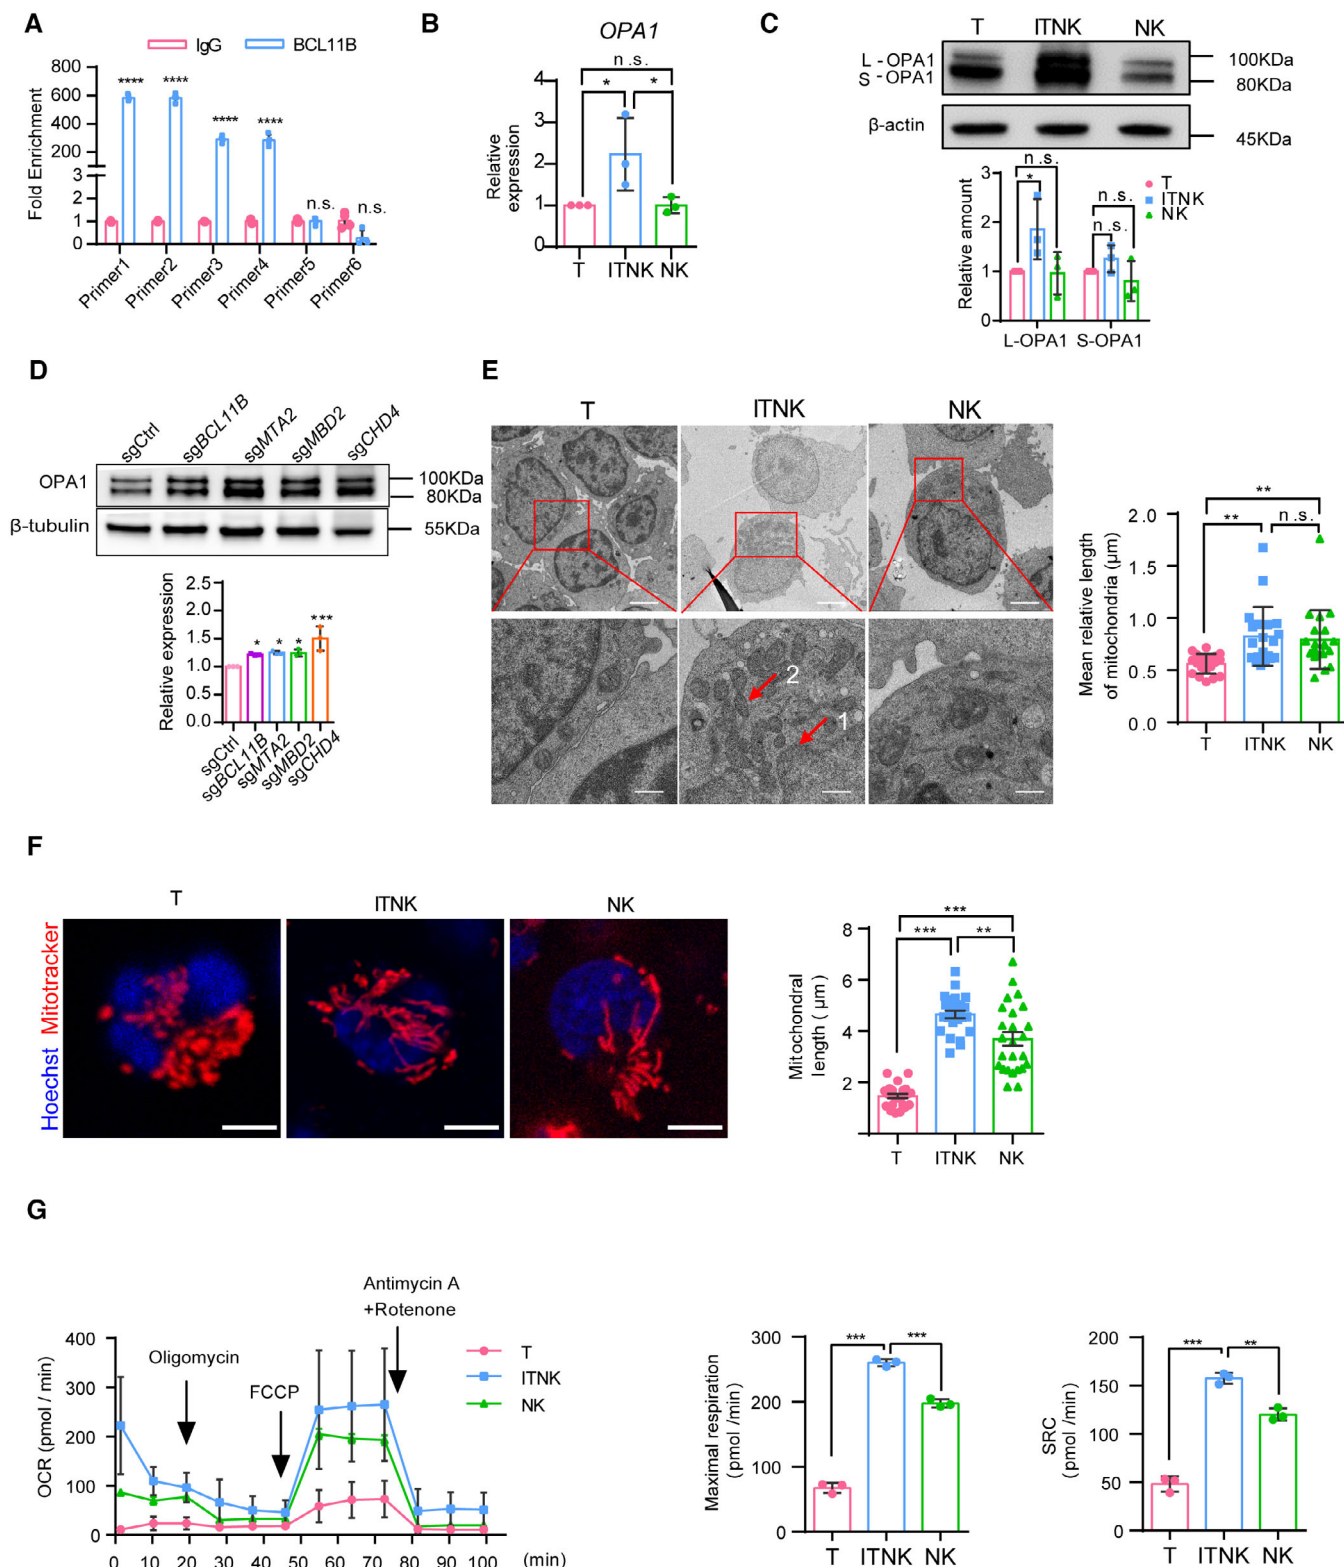 A
IgG
BCL11B
Fold Enrichment
800
600
400
200
3
2
1
0
****
****
****
****
n.s.
n.s.
Primer1
Primer2
Primer3
Primer4
Primer5
Primer6
B
OPA1
n.s.
*
*
Relative
expression
4
3
2
1
0
T
ITNK
NK
C
T
ITNK
NK
L-OPA1
S-OPA1
100KDa
80KDa
β-actin
45KDa
n.s.
*
n.s.
n.s.
T
ITNK
NK
Relative amount
3
2
1
0
L-OPA1
S-OPA1
D
sgCtrl
sgBCL11B
sgMTA2
sgMBD2
sgCHD4
OPA1
100KDa
80KDa
β-tubulin
55KDa
Relative expression
2.5
2.0
1.5
1.0
0.5
0.0
*
*
*
***
sgCtrl
sgBCL11B
sgMTA2
sgMBD2
sgCHD4
E
T
ITNK
NK
2
1
Mean relative length
of mitochondria (μm)
2.0
1.5
1.0
0.5
0.0
**
**
n.s.
T
ITNK
NK
F
Hoechst Mitotracker
T
ITNK
NK
Mitochondral
length ( μm)
8
6
4
2
***
***
**
T
ITNK
NK
G
OCR (pmol / min)
400
300
200
100
0
Oligomycin
FCCP
Antimycin A
+Rotenone
T
ITNK
NK
0 10 20 30 40 50 60 70 80 90 100 (min)
Maximal respiration
(pmol /min)
300
200
100
0
***
***
T
ITNK
NK
SRC
(pmol /min)
200
150
100
50
0
***
**
T
ITNK
NK